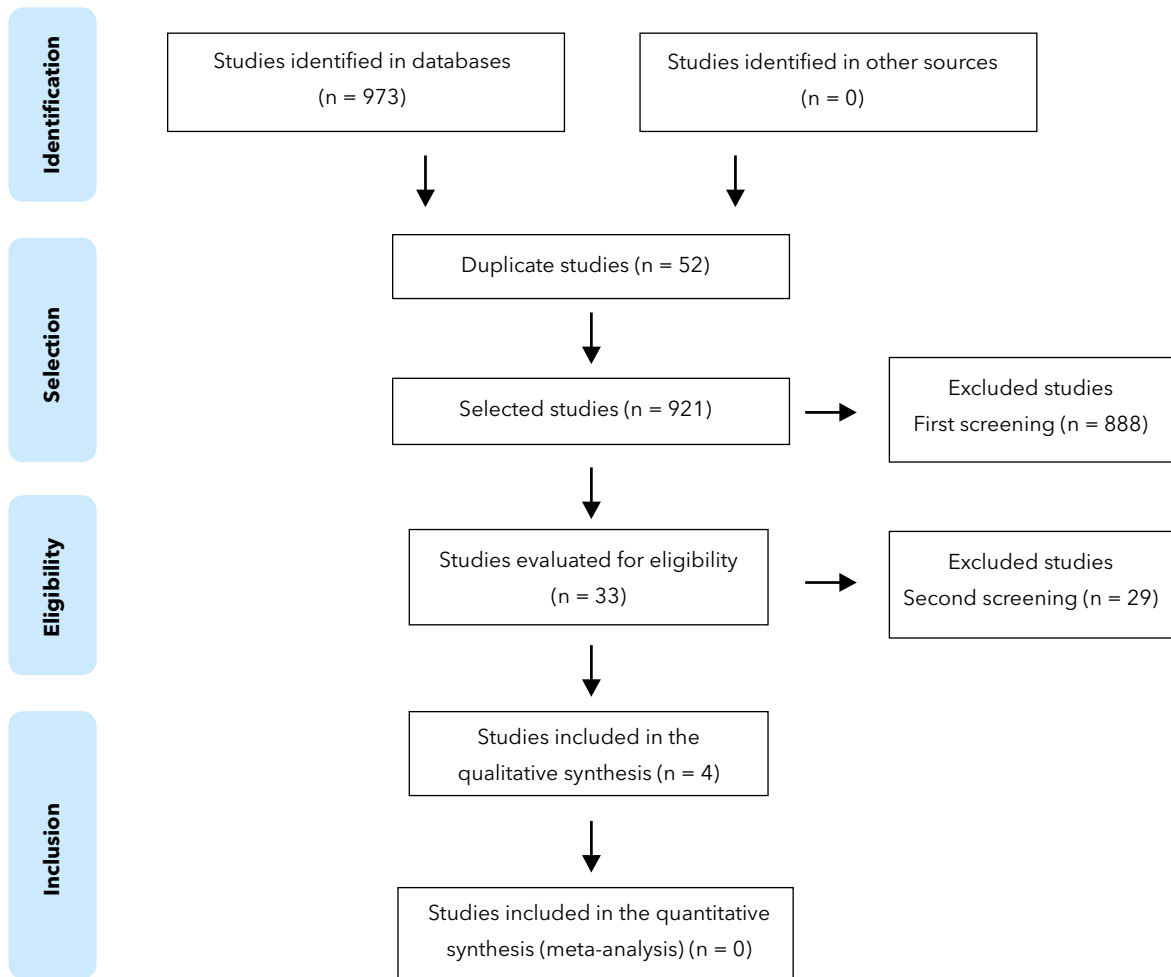 Identification
Studies identified in databases
(n = 973)
Studies identified in other sources
(n = 0)
Selection
Duplicate studies (n = 52)
Selected studies (n = 921)
Excluded studies
First screening (n = 888)
Eligibility
Studies evaluated for eligibility
(n = 33)
Excluded studies
Second screening (n = 29)
Inclusion
Studies included in the
qualitative synthesis (n = 4)
Studies included in the quantitative
synthesis (meta-analysis) (n = 0)